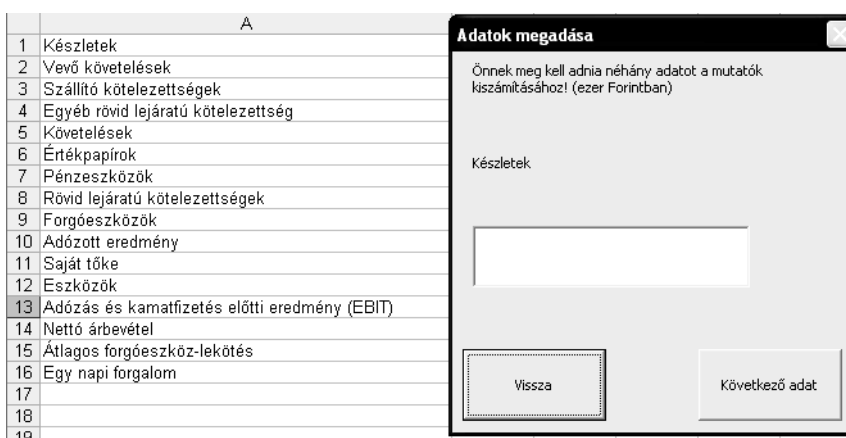 A
1 Készletek
2 Vevő követelések
3 Szállító kötelezettségek
4 Egyéb rövid lejáratú kötelezettség
5 Követelések
6 Értékpapírok
7 Pénzeszközök
8 Rövid lejáratú kötelezettségek
9 Forgóeszközök
10 Adózott eredmény
11 Saját tőke
12 Eszközök
13 Adózás és kamatfizetés előtti eredmény (EBIT)
14 Nettó árbevétel
15 Átlagos forgóeszköz-lekötés
16 Egy napi forgalom
17
18
19
Adatok megadása
Önnek meg kell adnia néhány adatot a mutatók
kiszámításához! (ezer Forintban)
Készletek
Vissza
Következő adat